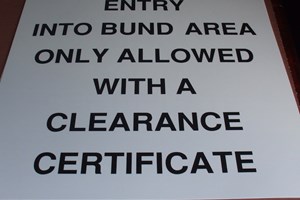 ENTRY
INTO BUND AREA
ONLY ALLOWED
WITH A
CLEARANCE
CERTIFICATE